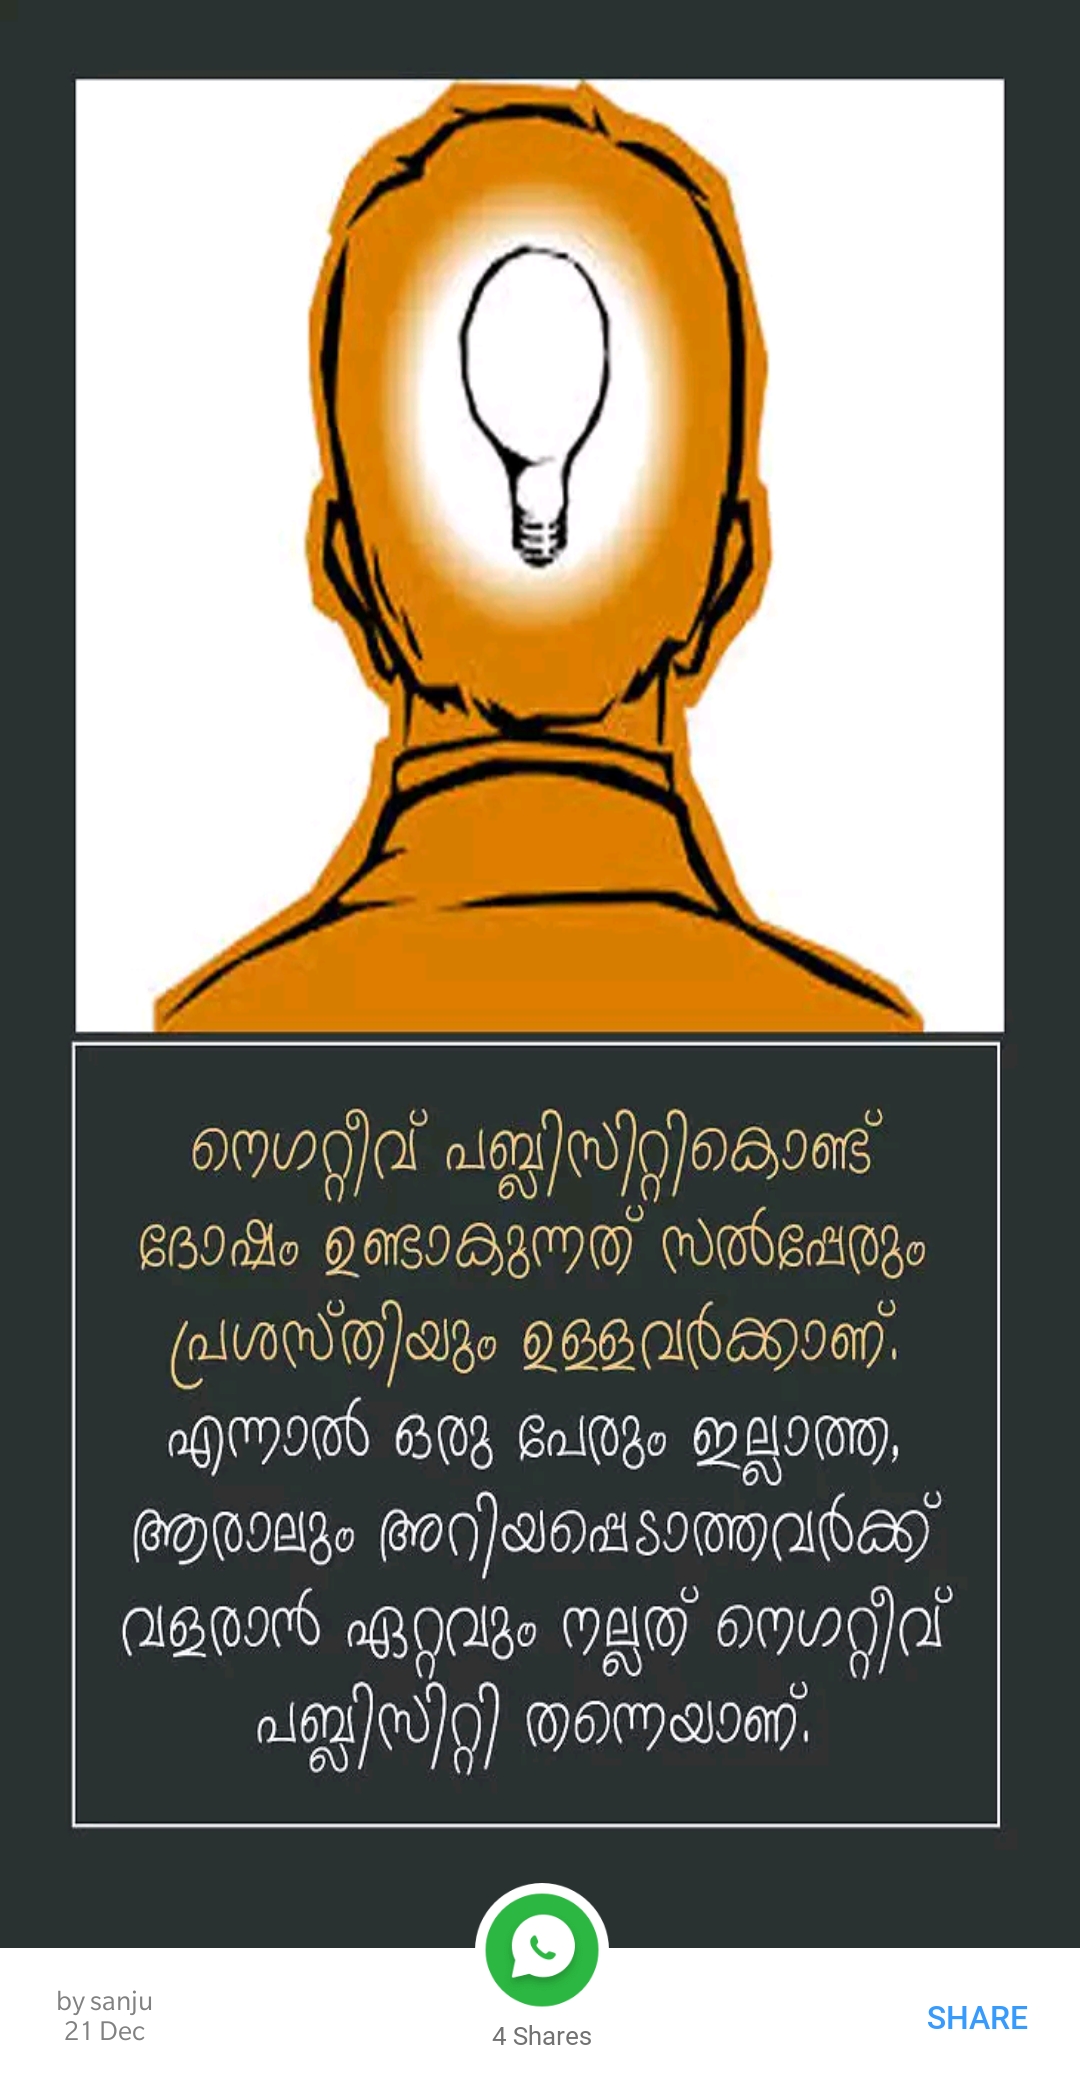 നെഗറ്റീവ് പബ്ലിസിറ്റികൊണ്ട്
ദോഷം ഉണ്ടാകുന്നത് സൽപ്പേരും
പ്രശസ്തിയും ഉള്ളവർക്കാണ്.
എന്നാൽ ഒരു പേരും ഇല്ലാത്ത,
ആരാലും അറിയപ്പെടാത്തവർക്ക്
വളരാൻ ഏറ്റവും നല്ലത് നെഗറ്റീവ്
പബ്ലിസിറ്റി തന്നെയാണ്.
by sanju
21 Dec
4 Shares
SHARE